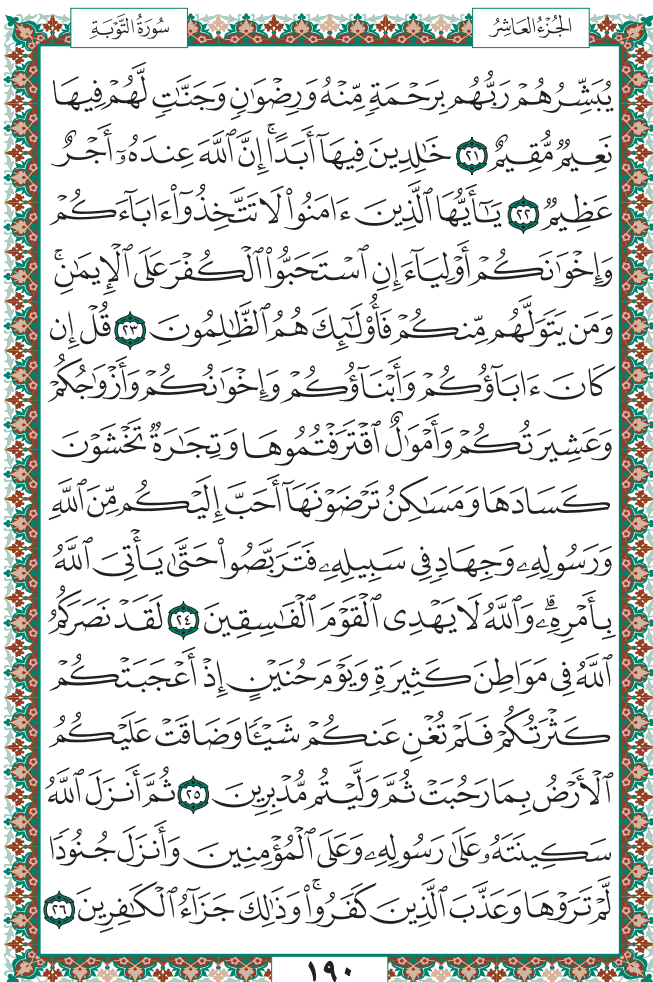 الجُزْءُ العَاشِرُ
سُورَةُ التَّوْبَةِ
يُبَشِّرُهُمْ رَبُّهُم بِرَحْمَةٍ مِّنْهُ وَرِضْوَٰنٍ وَجَنَّٰتٍ لَّهُمْ فِيهَا
نَعِيمٌ مُّقِيمٌ ٢١ خَٰلِدِينَ فِيهَآ أَبَدًا ۚ إِنَّ ٱللَّهَ عِندَهُۥٓ أَجْرٌ
عَظِيمٌ ٢٢ يَٰٓأَيُّهَا ٱلَّذِينَ ءَامَنُوا۟ لَا تَتَّخِذُوٓا۟ ءَابَآءَكُمْ
وَإِخْوَٰنَكُمْ أَوْلِيَآءَ إِنِ ٱسْتَحَبُّوا۟ ٱلْكُفْرَ عَلَى ٱلْإِيمَٰنِ ۚ
وَمَن يَتَوَلَّهُم مِّنكُمْ فَأُو۟لَٰٓئِكَ هُمُ ٱلظَّٰلِمُونَ ٢٣ قُلْ إِن
كَانَ ءَابَآؤُكُمْ وَأَبْنَآؤُكُمْ وَإِخْوَٰنُكُمْ وَأَزْوَٰجُكُمْ
وَعَشِيرَتُكُمْ وَأَمْوَٰلٌ ٱقْتَرَفْتُمُوهَا وَتِجَٰرَةٌ تَخْشَوْنَ
كَسَادَهَا وَمَسَٰكِنُ تَرْضَوْنَهَآ أَحَبَّ إِلَيْكُم مِّنَ ٱللَّهِ
وَرَسُولِهِۦ وَجِهَادٍ فِى سَبِيلِهِۦ فَتَرَبَّصُوا۟ حَتَّىٰ يَأْتِىَ ٱللَّهُ
بِأَمْرِهِۦ ۗ وَٱللَّهُ لَا يَهْدِى ٱلْقَوْمَ ٱلْفَٰسِقِينَ ٢٤ لَقَدْ نَصَرَكُمُ
ٱللَّهُ فِى مَوَاطِنَ كَثِيرَةٍ وَيَوْمَ حُنَيْنٍ إِذْ أَعْجَبَتْكُمْ
كَثْرَتُكُمْ فَلَمْ تُغْنِ عَنكُمْ شَيْـًٔا وَضَاقَتْ عَلَيْكُمُ
ٱلْأَرْضُ بِمَا رَحُبَتْ ثُمَّ وَلَّيْتُم مُّدْبِرِينَ ٢٥ ثُمَّ أَنزَلَ ٱللَّهُ
سَكِينَتَهُۥ عَلَىٰ رَسُولِهِۦ وَعَلَى ٱلْمُؤْمِنِينَ وَأَنزَلَ جُنُودًا
لَّمْ تَرَوْهَا وَعَذَّبَ ٱلَّذِينَ كَفَرُوا۟ ۚ وَذَٰلِكَ جَزَآءُ ٱلْكَٰفِرِينَ ٢٦
١٩٠